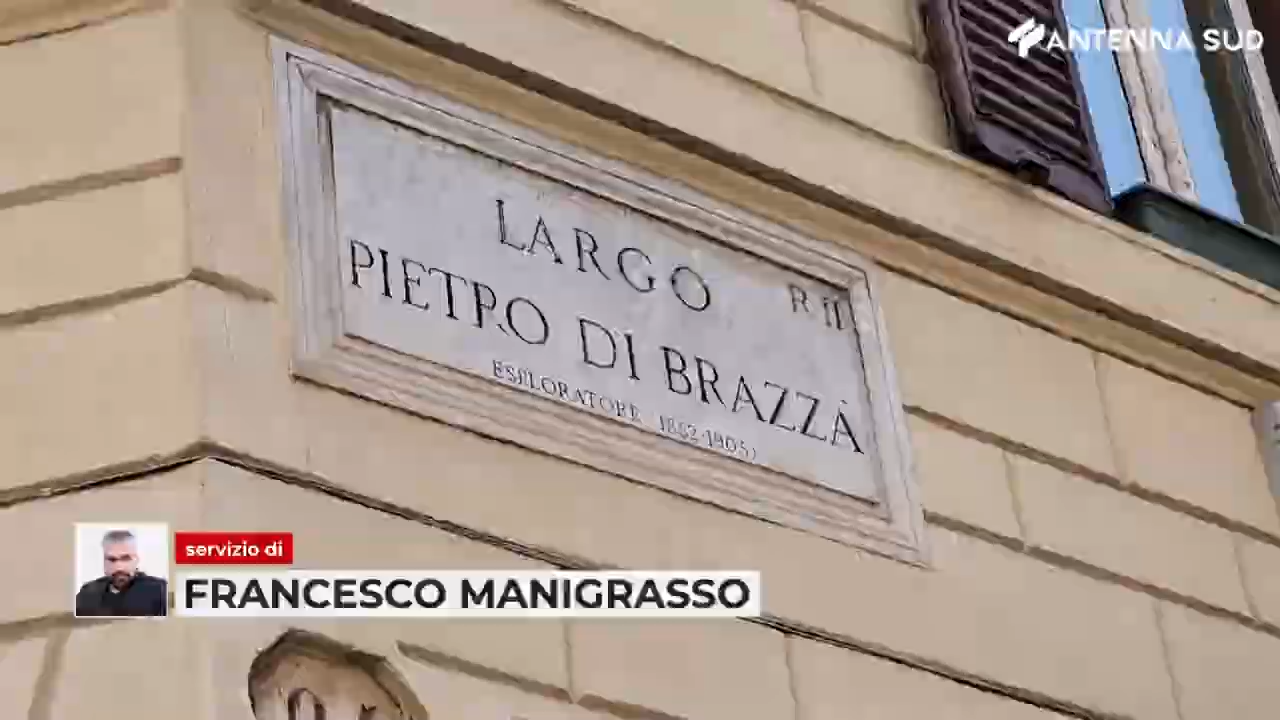 ANTENNA SUD
LARGO
R. II
PIETRO DI BRAZZÀ
ESPLORATORE (1852-1905)
servizio di
FRANCESCO MANIGRASSO